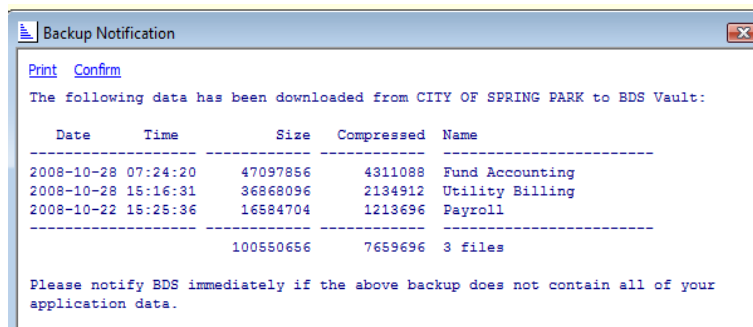 Backup Notification
Print Confirm
The following data has been downloaded from CITY OF SPRING PARK to BDS Vault:
Date Time Size Compressed Name
------------------- ------------ ------------ ------------------------
2008-10-28 07:24:20 47097856 4311088 Fund Accounting
2008-10-28 15:16:31 36868096 2134912 Utility Billing
2008-10-22 15:25:36 16584704 1213696 Payroll
------------------- ------------ ------------ ------------------------
100550656 7659696 3 files
Please notify BDS immediately if the above backup does not contain all of your
application data.